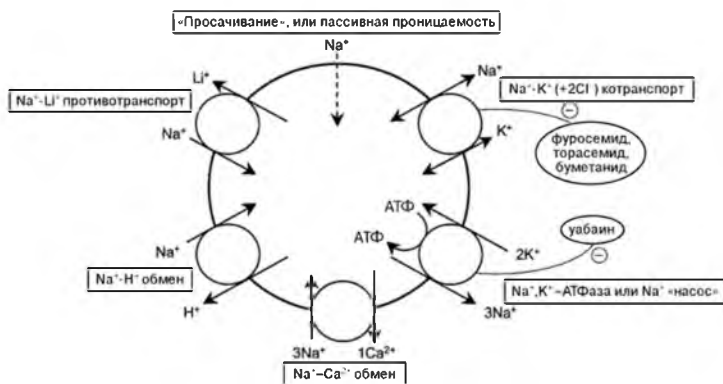 «Просачивание», или пассивная проницаемость
Na⁺
Li⁺
Na⁺
Na⁺-Li⁺ противотранспорт
Na⁺-K⁺ (+2Cl⁻) котранспорт
Na⁺
K⁺
фуросемид,
торасемид,
буметанид
АТФ
уабаин
Na⁺
АТФ
2K⁺
Na⁺-H⁺ обмен
Na⁺,K⁺–АТФаза или Na⁺ «насос»
H⁺
3Na⁺
3Na⁺ 1Ca²⁺
Na⁺–Ca²⁺ обмен